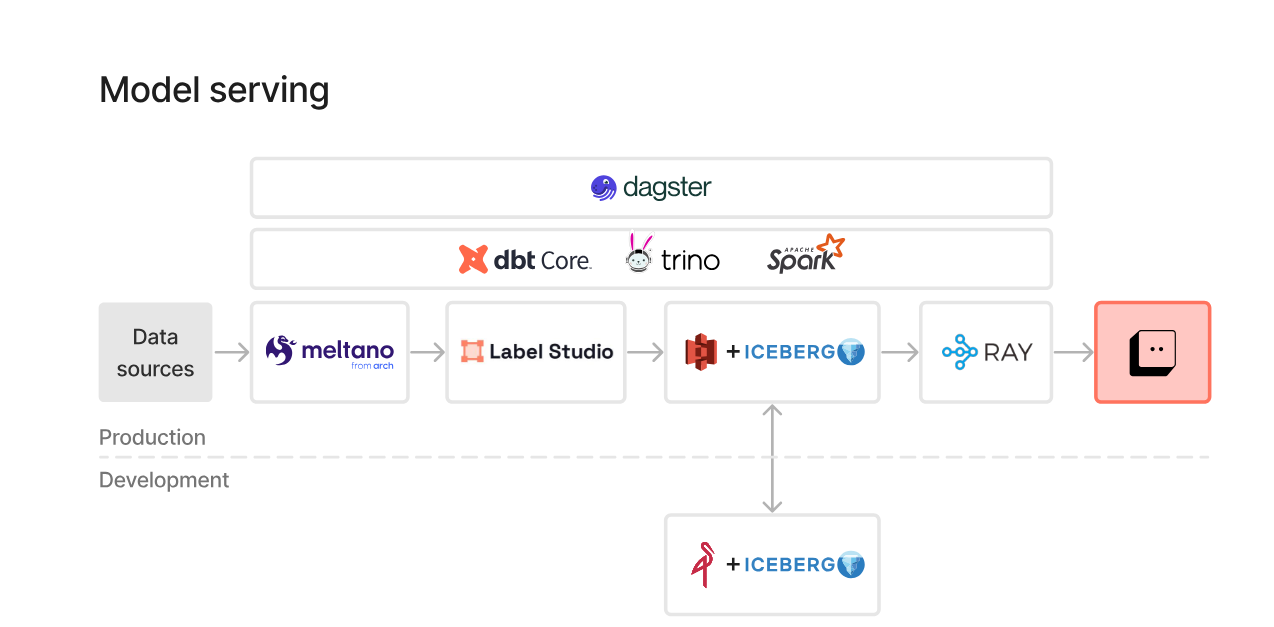 Model serving
dagster
dbt Core
trino
APACHE
Spark
Data
sources
meltano
from arch
Label Studio
+ ICEBERG
RAY
Production
Development
+ ICEBERG